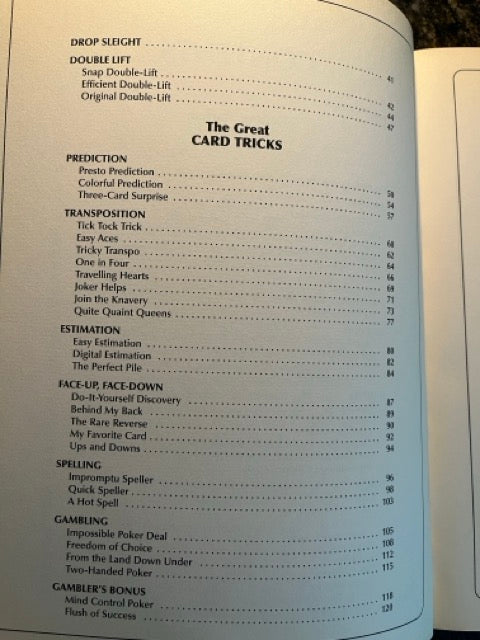 DROP SLEIGHT ........ 41
DOUBLE LIFT
Snap Double-Lift ........ 42
Efficient Double-Lift ........ 44
Original Double-Lift ........ 47
The Great
CARD TRICKS
PREDICTION
Presto Prediction ........ 50
Colorful Prediction ........ 54
Three-Card Surprise ........ 57
TRANSPOSITION
Tick Tock Trick ........ 60
Easy Aces ........ 62
Tricky Transpo ........ 64
One in Four ........ 66
Travelling Hearts ........ 69
Joker Helps ........ 71
Join the Knavery ........ 73
Quite Quaint Queens ........ 77
ESTIMATION
Easy Estimation ........ 80
Digital Estimation ........ 82
The Perfect Pile ........ 84
FACE-UP, FACE-DOWN
Do-It-Yourself Discovery ........ 87
Behind My Back ........ 89
The Rare Reverse ........ 90
My Favorite Card ........ 92
Ups and Downs ........ 94
SPELLING
Impromptu Speller ........ 96
Quick Speller ........ 98
A Hot Spell ........ 103
GAMBLING
Impossible Poker Deal ........ 105
Freedom of Choice ........ 108
From the Land Down Under ........ 112
Two-Handed Poker ........ 115
GAMBLER'S BONUS
Mind Control Poker ........ 118
Flush of Success ........ 120